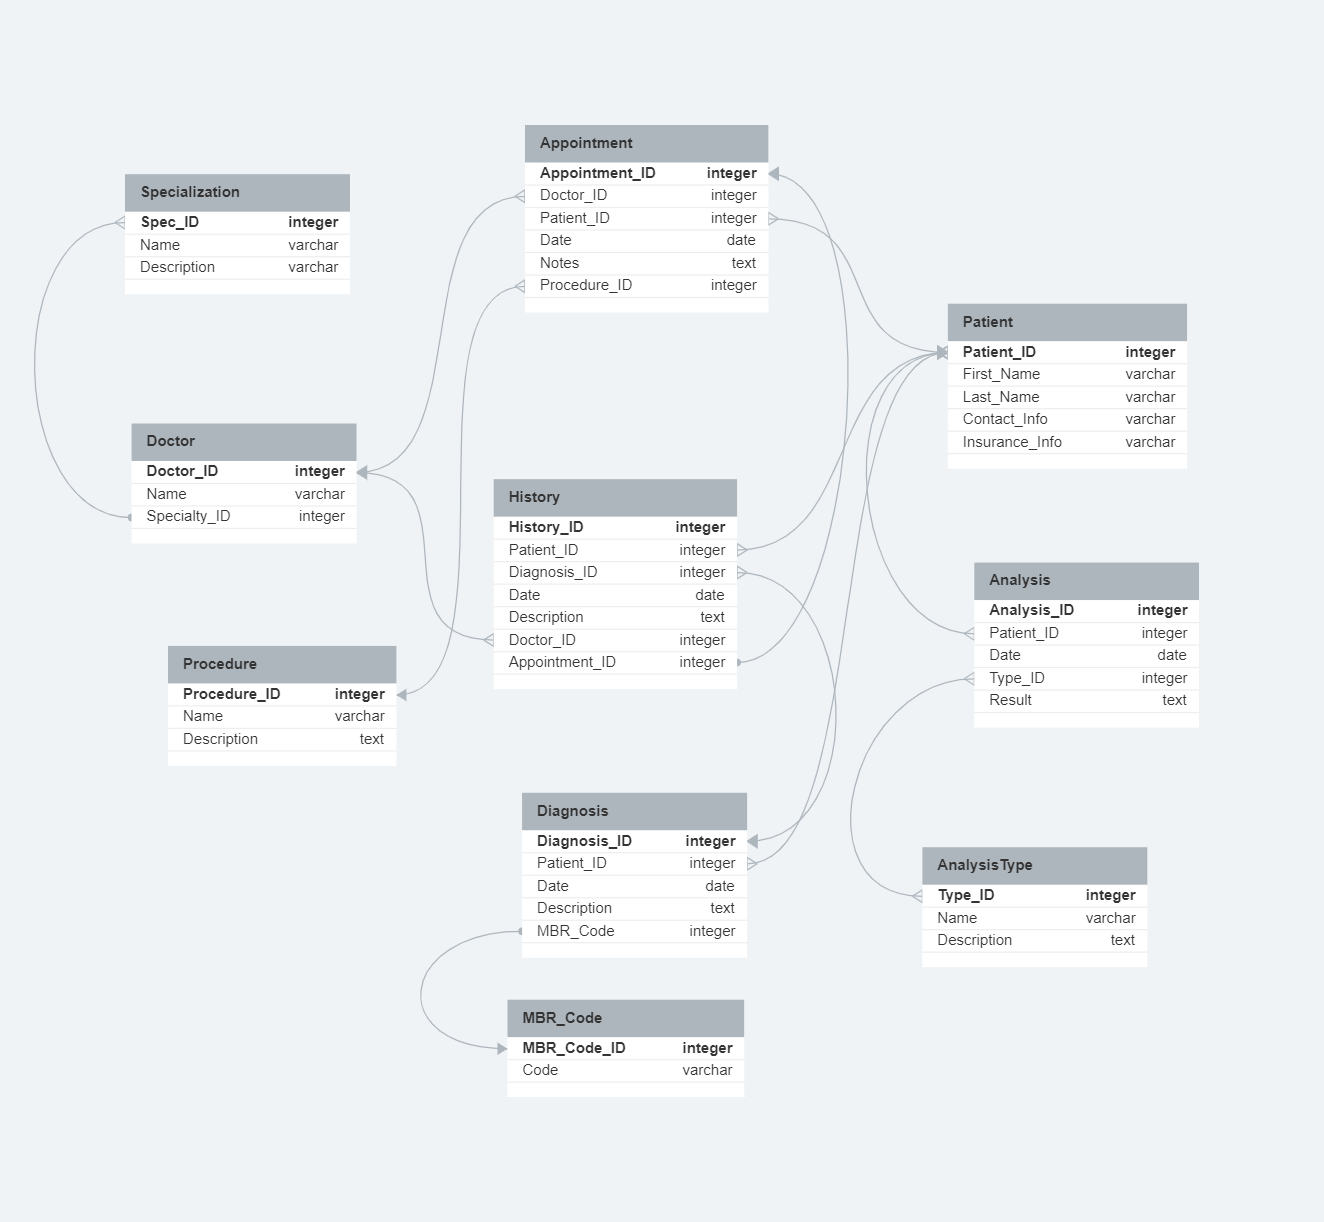 Appointment
Appointment_ID integer
Doctor_ID integer
Patient_ID integer
Date date
Notes text
Procedure_ID integer
Specialization
Spec_ID integer
Name varchar
Description varchar
Patient
Patient_ID integer
First_Name varchar
Last_Name varchar
Contact_Info varchar
Insurance_Info varchar
Doctor
Doctor_ID integer
Name varchar
Specialty_ID integer
History
History_ID integer
Patient_ID integer
Diagnosis_ID integer
Date date
Description text
Doctor_ID integer
Appointment_ID integer
Analysis
Analysis_ID integer
Patient_ID integer
Date date
Type_ID integer
Result text
Procedure
Procedure_ID integer
Name varchar
Description text
Diagnosis
Diagnosis_ID integer
Patient_ID integer
Date date
Description text
MBR_Code integer
AnalysisType
Type_ID integer
Name varchar
Description text
MBR_Code
MBR_Code_ID integer
Code varchar